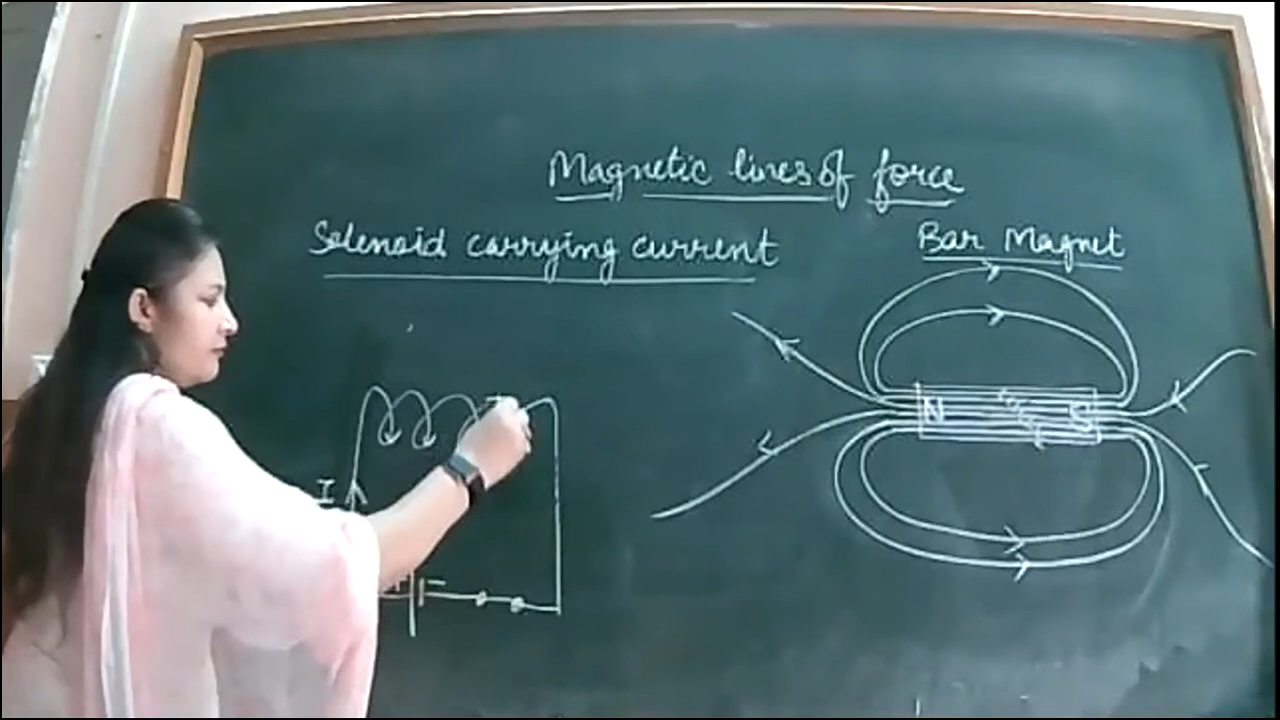 Magnetic lines of force
Solenoid carrying current
Bar Magnet
N S
I
+ -